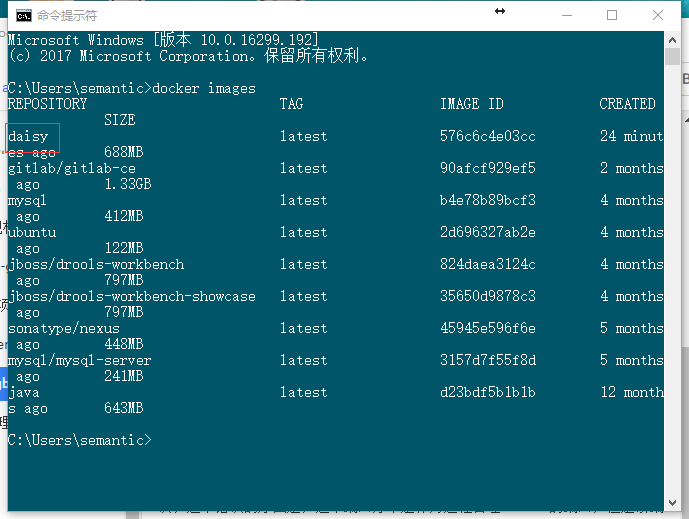 命令提示符
Microsoft Windows [版本 10.0.16299.192]
(c) 2017 Microsoft Corporation。保留所有权利。
C:\Users\semantic>docker images
REPOSITORY TAG IMAGE ID CREATED
SIZE
daisy latest 576c6c4e03cc 24 minut
es ago 688MB
gitlab/gitlab-ce latest 90afcf929ef5 2 months
ago 1.33GB
mysql latest b4e78b89bcf3 4 months
ago 412MB
ubuntu latest 2d696327ab2e 4 months
ago 122MB
jboss/drools-workbench latest 824daea3124c 4 months
ago 797MB
jboss/drools-workbench-showcase latest 35650d9878c3 4 months
ago 797MB
sonatype/nexus latest 45945e596f6e 5 months
ago 448MB
mysql/mysql-server latest 3157d7f55f8d 5 months
ago 241MB
java latest d23bdf5b1b1b 12 month
s ago 643MB
C:\Users\semantic>